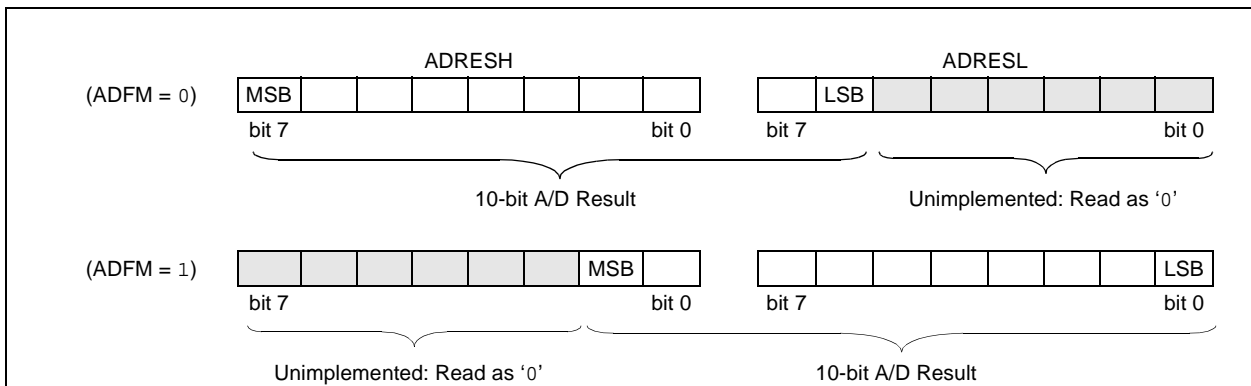 ADRESH ADRESL
(ADFM = 0) MSB LSB
bit 7 bit 0 bit 7 bit 0
10-bit A/D Result Unimplemented: Read as ‘0’
(ADFM = 1) MSB LSB
bit 7 bit 0 bit 7 bit 0
Unimplemented: Read as ‘0’ 10-bit A/D Result